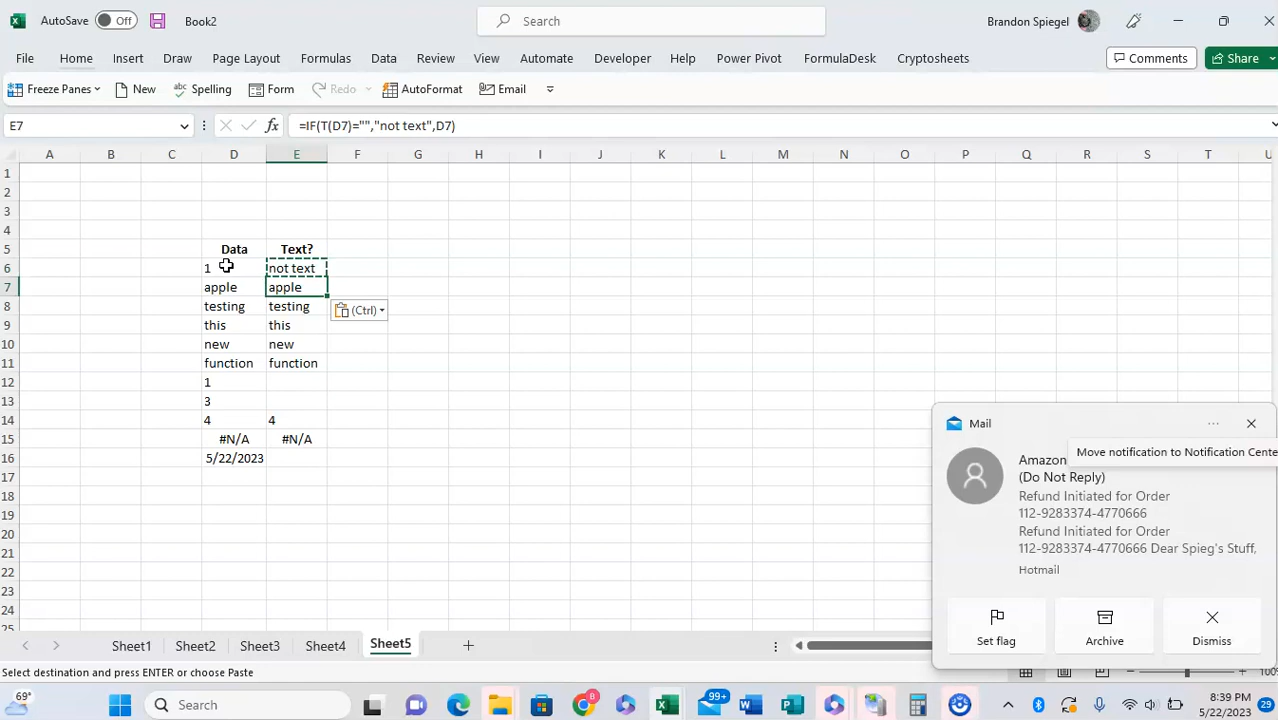 AutoSave Off Book2 Search Brandon Spiegel
File Home Insert Draw Page Layout Formulas Data Review View Automate Developer Help Power Pivot FormulaDesk Cryptosheets Comments Share
Freeze Panes New abc Spelling Form Redo AutoFormat Email
E7 fx =IF(T(D7)="","not text",D7)
A B C D E F G H I J K L M N O P Q R S T U
1
2
3
4
5 Data Text?
6 1 not text
7 apple apple
8 testing testing
(Ctrl)
9 this this
10 new new
11 function function
12 1
13 3
14 4 4
15 #N/A #N/A
16 5/22/2023
17
18
19
20
21
22
23
24
25
Mail
Move notification to Notification Cente
Amazon
(Do Not Reply)
Refund Initiated for Order
112-9283374-4770666
Refund Initiated for Order
112-9283374-4770666 Dear Spieg's Stuff,
Hotmail
Set flag Archive Dismiss
Sheet1 Sheet2 Sheet3 Sheet4 Sheet5
Select destination and press ENTER or choose Paste 100%
69° Search B 99+ 8:39 PM 29
5/22/2023